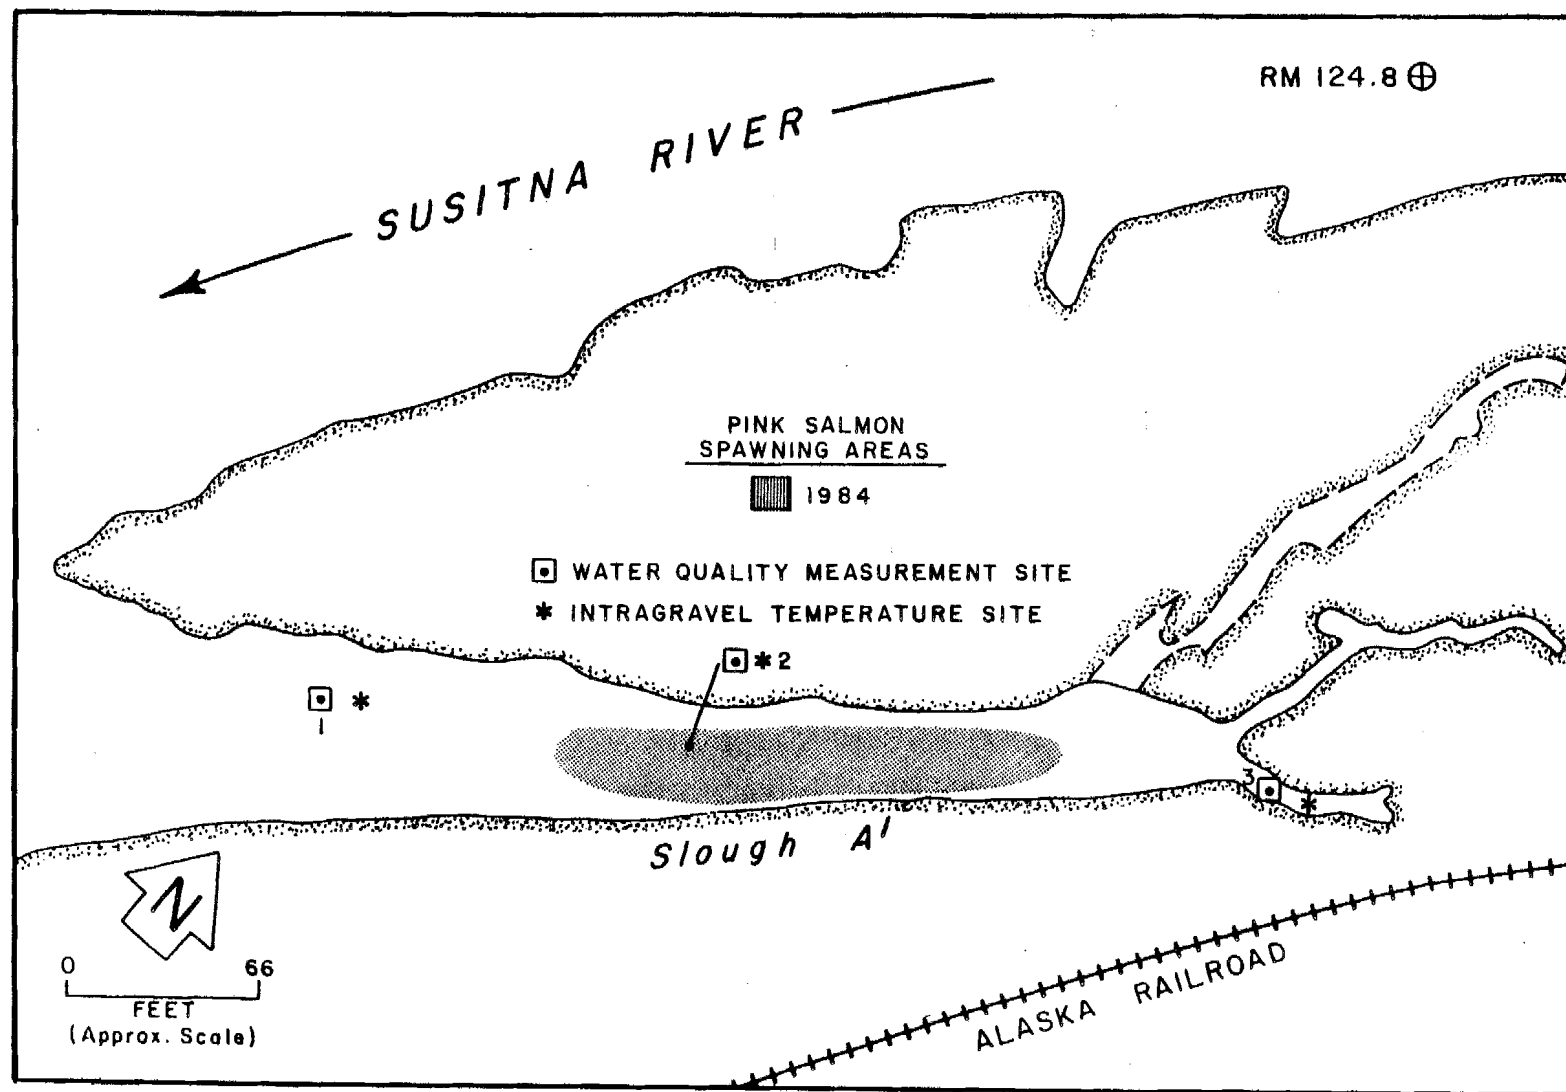 RM 124.8
SUSITNA RIVER
PINK SALMON
SPAWNING AREAS
1984
WATER QUALITY MEASUREMENT SITE
* INTRAGRAVEL TEMPERATURE SITE
* 2
*
1
3
*
Slough A'
N
0 66
FEET
(Approx. Scale)
ALASKA RAILROAD